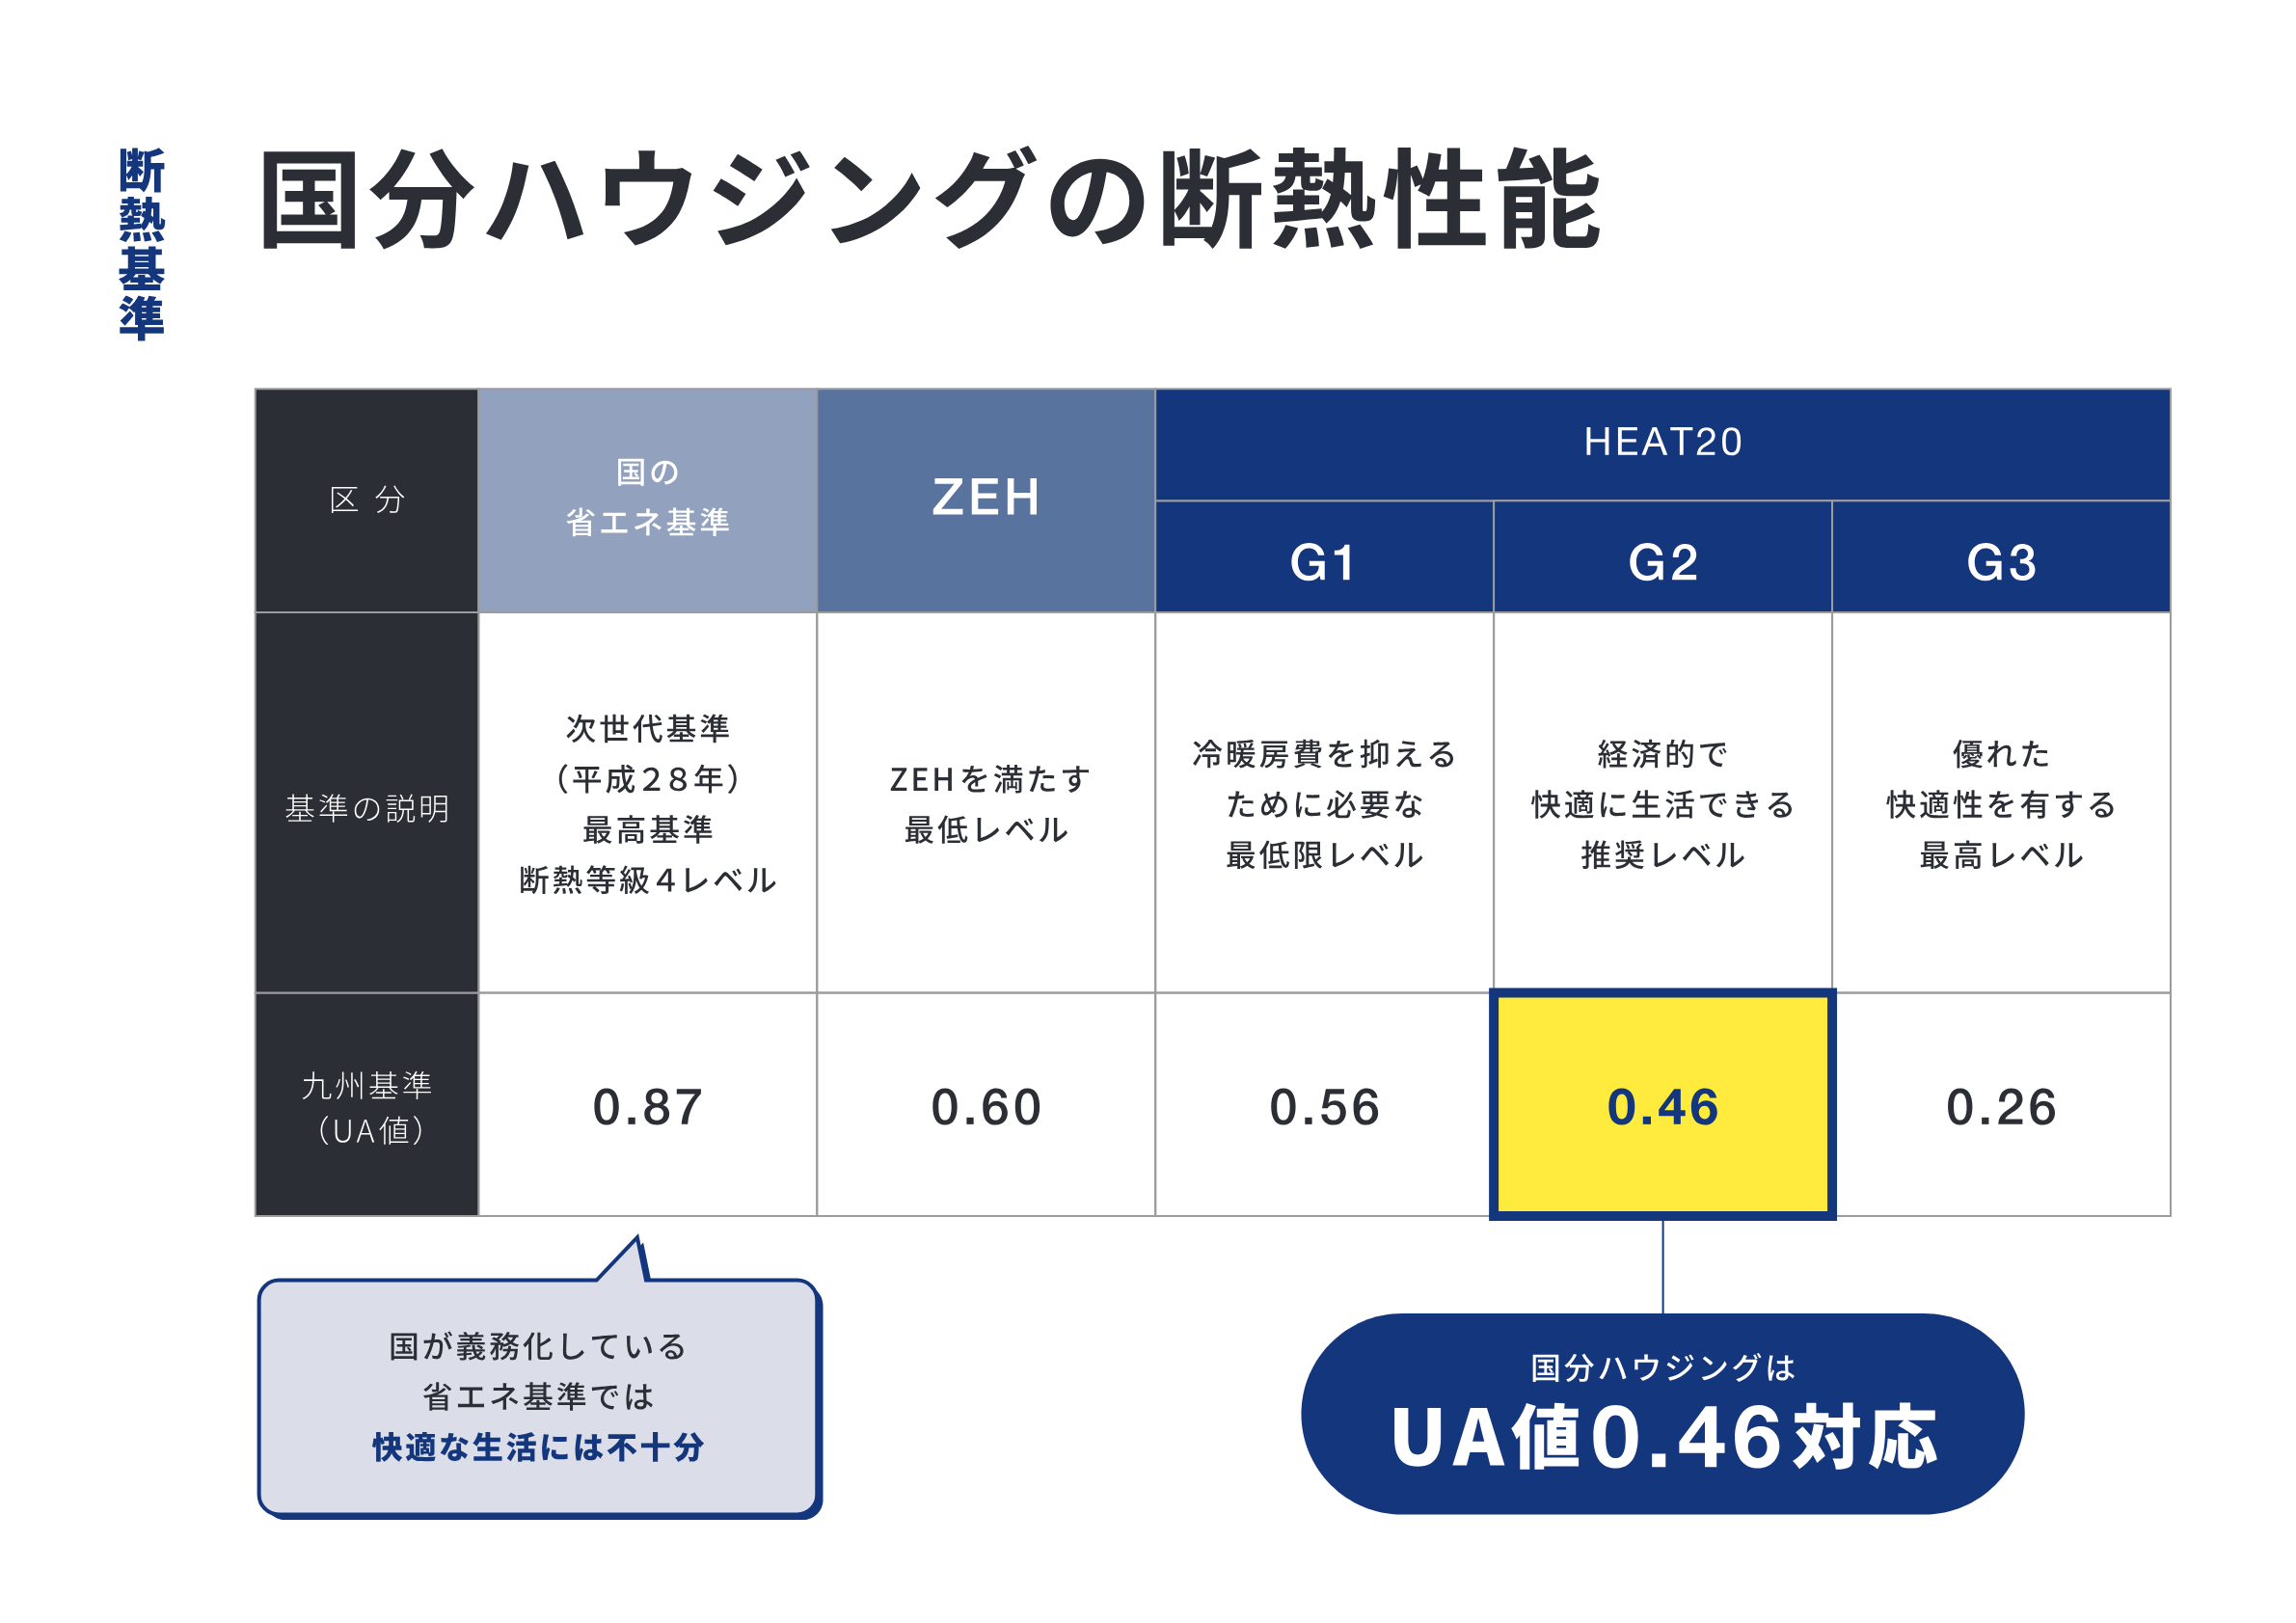 断熱基準
国分ハウジングの断熱性能
区 分
国の
省エネ基準
ZEH
HEAT20
G1
G2
G3
基準の説明
次世代基準
（平成28年）
最高基準
断熱等級4レベル
ZEHを満たす
最低レベル
冷暖房費を抑える
ために必要な
最低限レベル
経済的で
快適に生活できる
推奨レベル
優れた
快適性を有する
最高レベル
九州基準
（UA値）
0.87
0.60
0.56
0.46
0.26
国が義務化している
省エネ基準では
快適な生活には不十分
国分ハウジングは
UA値0.46対応